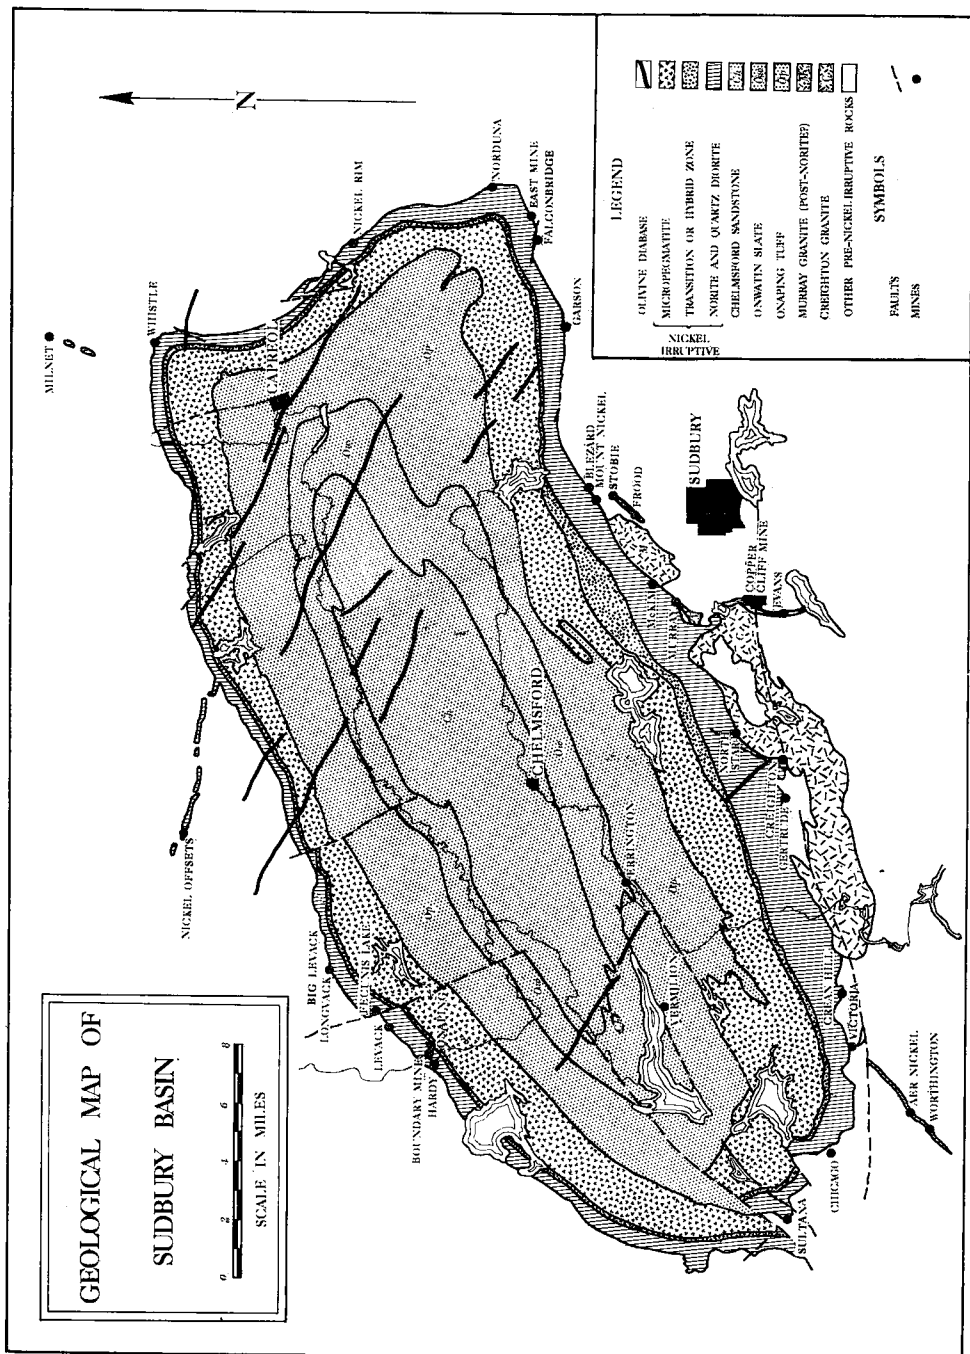 GEOLOGICAL MAP OF
SUDBURY BASIN
0 2 4 6 8
SCALE IN MILES
N
MILNET
WHISTLE
NICKEL RIM
NORDUNA
EAST MINE
FALCONBRIDGE
GARSON
BLEZARD
MOUNT NICKEL
STOBIE
FROOD
SUDBURY
COPPER
CLIFF MINE
EVANS
CREIGHTON
GERTRUDE
VICTORIA
AER NICKEL
WORTHINGTON
CHICAGO
SULTANA
CHELMSFORD
ERRINGTON
VERMILION
NICKEL OFFSETS
BIG LEVACK
LONGVACK
LEVACK
BOUNDARY MINE
HARDY
LEGEND
OLIVINE DIABASE
MICROPEGMATITE
TRANSITION OR HYBRID ZONE
NORITE AND QUARTZ DIORITE
NICKEL
IRRUPTIVE
CHELMSFORD SANDSTONE
ONWATIN SLATE
ONAPING TUFF
MURRAY GRANITE (POST-NORITE?)
CREIGHTON GRANITE
OTHER PRE-NICKEL IRRUPTIVE ROCKS
SYMBOLS
FAULTS
MINES